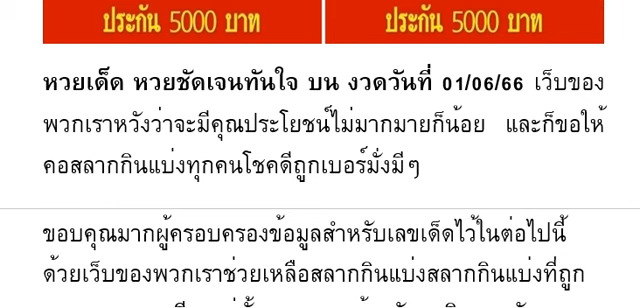 ประกัน 5000 บาท ประกัน 5000 บาท
หวยเด็ด หวยชัดเจนทันใจ บน งวดวันที่ 01/06/66 เว็บของ
พวกเราหวังว่าจะมีคุณประโยชน์ไม่มากมายก็น้อย และก็ขอให้
คอสลากกินแบ่งทุกคนโชคดีถูกเบอร์มั่งมีๆ
ขอบคุณมากผู้ครอบครองข้อมูลสำหรับเลขเด็ดไว้ในต่อไปนี้
ด้วยเว็บของพวกเราช่วยเหลือสลากกินแบ่งสลากกินแบ่งที่ถูก